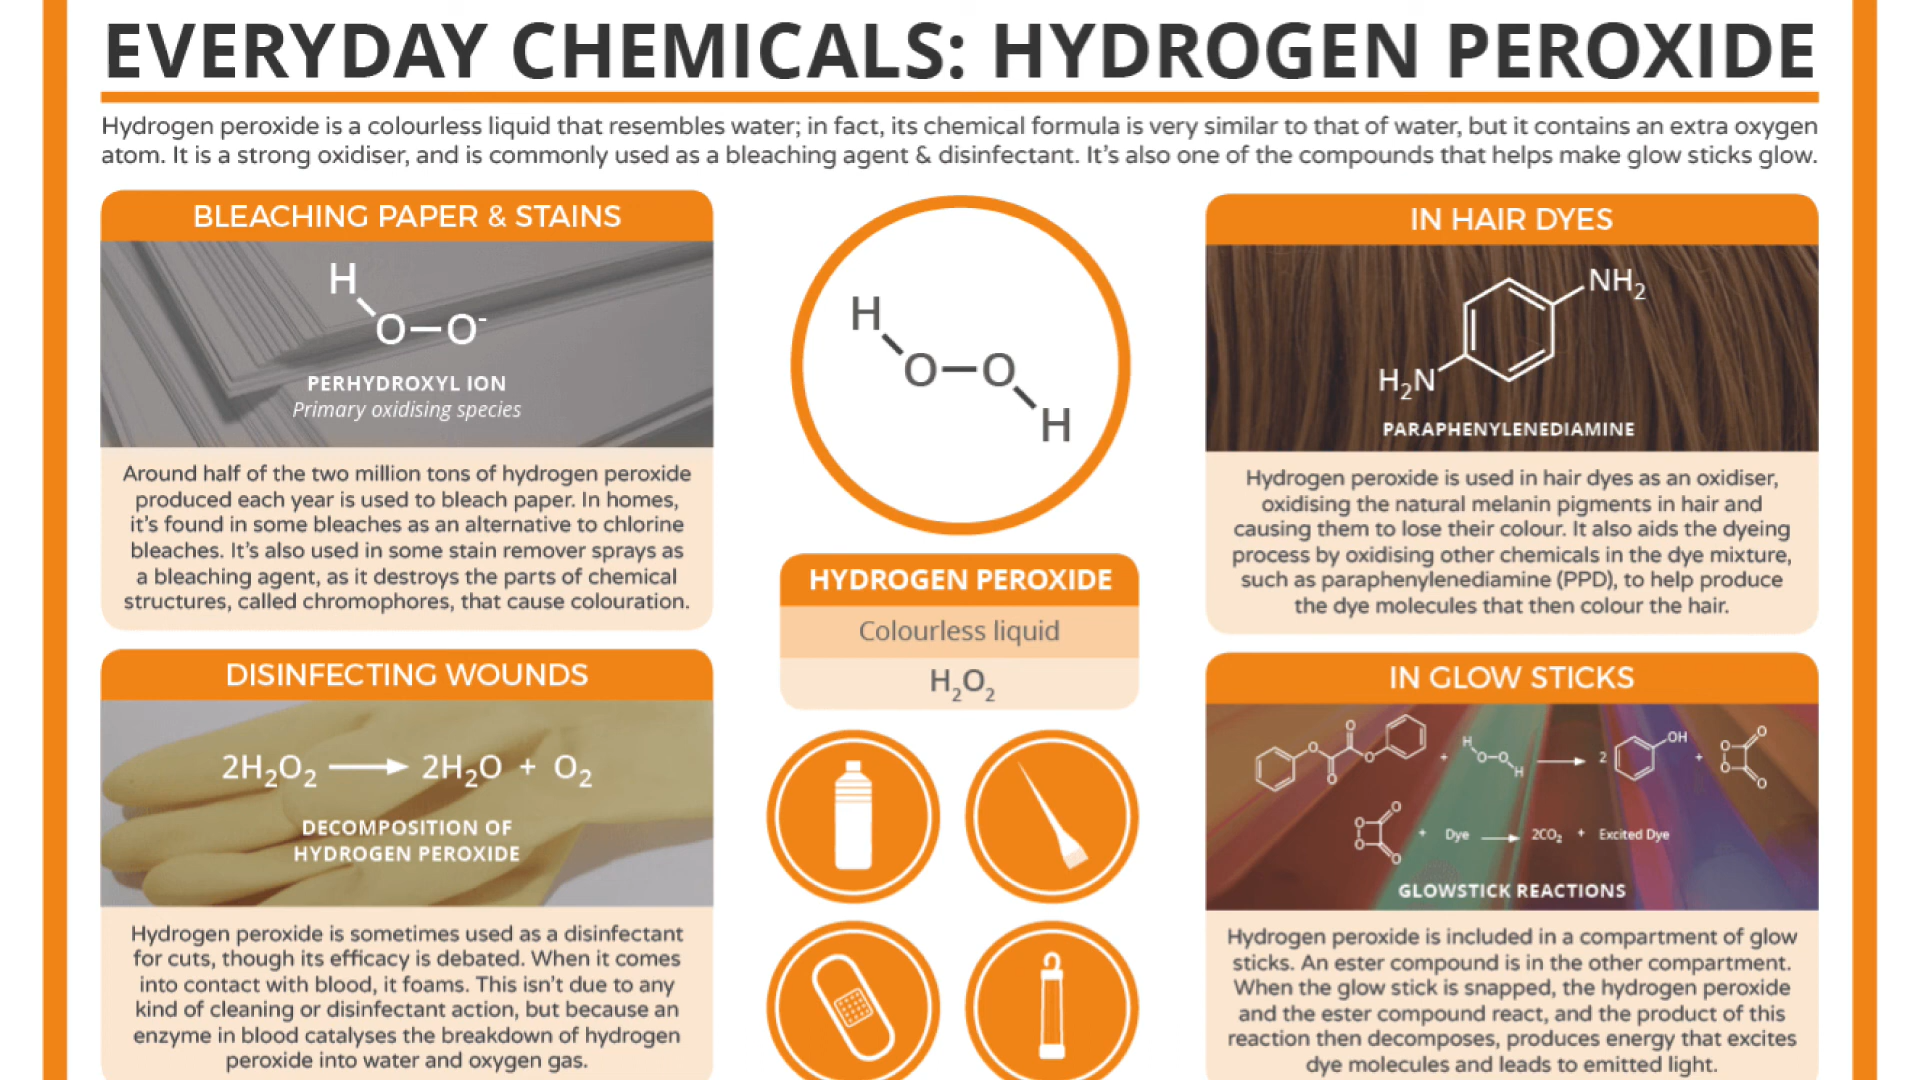 EVERYDAY CHEMICALS: HYDROGEN PEROXIDE
Hydrogen peroxide is a colourless liquid that resembles water; in fact, its chemical formula is very similar to that of water, but it contains an extra oxygen
atom. It is a strong oxidiser, and is commonly used as a bleaching agent & disinfectant. It's also one of the compounds that helps make glow sticks glow.
BLEACHING PAPER & STAINS
H
O—O⁻
PERHYDROXYL ION
Primary oxidising species
Around half of the two million tons of hydrogen peroxide
produced each year is used to bleach paper. In homes,
it's found in some bleaches as an alternative to chlorine
bleaches. It's also used in some stain remover sprays as
a bleaching agent, as it destroys the parts of chemical
structures, called chromophores, that cause colouration.
DISINFECTING WOUNDS
2H₂O₂ ⟶ 2H₂O + O₂
DECOMPOSITION OF
HYDROGEN PEROXIDE
Hydrogen peroxide is sometimes used as a disinfectant
for cuts, though its efficacy is debated. When it comes
into contact with blood, it foams. This isn't due to any
kind of cleaning or disinfectant action, but because an
enzyme in blood catalyses the breakdown of hydrogen
peroxide into water and oxygen gas.
H
O—O
H
HYDROGEN PEROXIDE
Colourless liquid
H₂O₂
IN HAIR DYES
NH₂
H₂N
PARAPHENYLENEDIAMINE
Hydrogen peroxide is used in hair dyes as an oxidiser,
oxidising the natural melanin pigments in hair and
causing them to lose their colour. It also aids the dyeing
process by oxidising other chemicals in the dye mixture,
such as paraphenylenediamine (PPD), to help produce
the dye molecules that then colour the hair.
IN GLOW STICKS
O O O O + H O—O H ⟶ 2 OH + O O O O
O O O O + Dye ⟶ 2CO₂ + Excited Dye
GLOWSTICK REACTIONS
Hydrogen peroxide is included in a compartment of glow
sticks. An ester compound is in the other compartment.
When the glow stick is snapped, the hydrogen peroxide
and the ester compound react, and the product of this
reaction then decomposes, produces energy that excites
dye molecules and leads to emitted light.